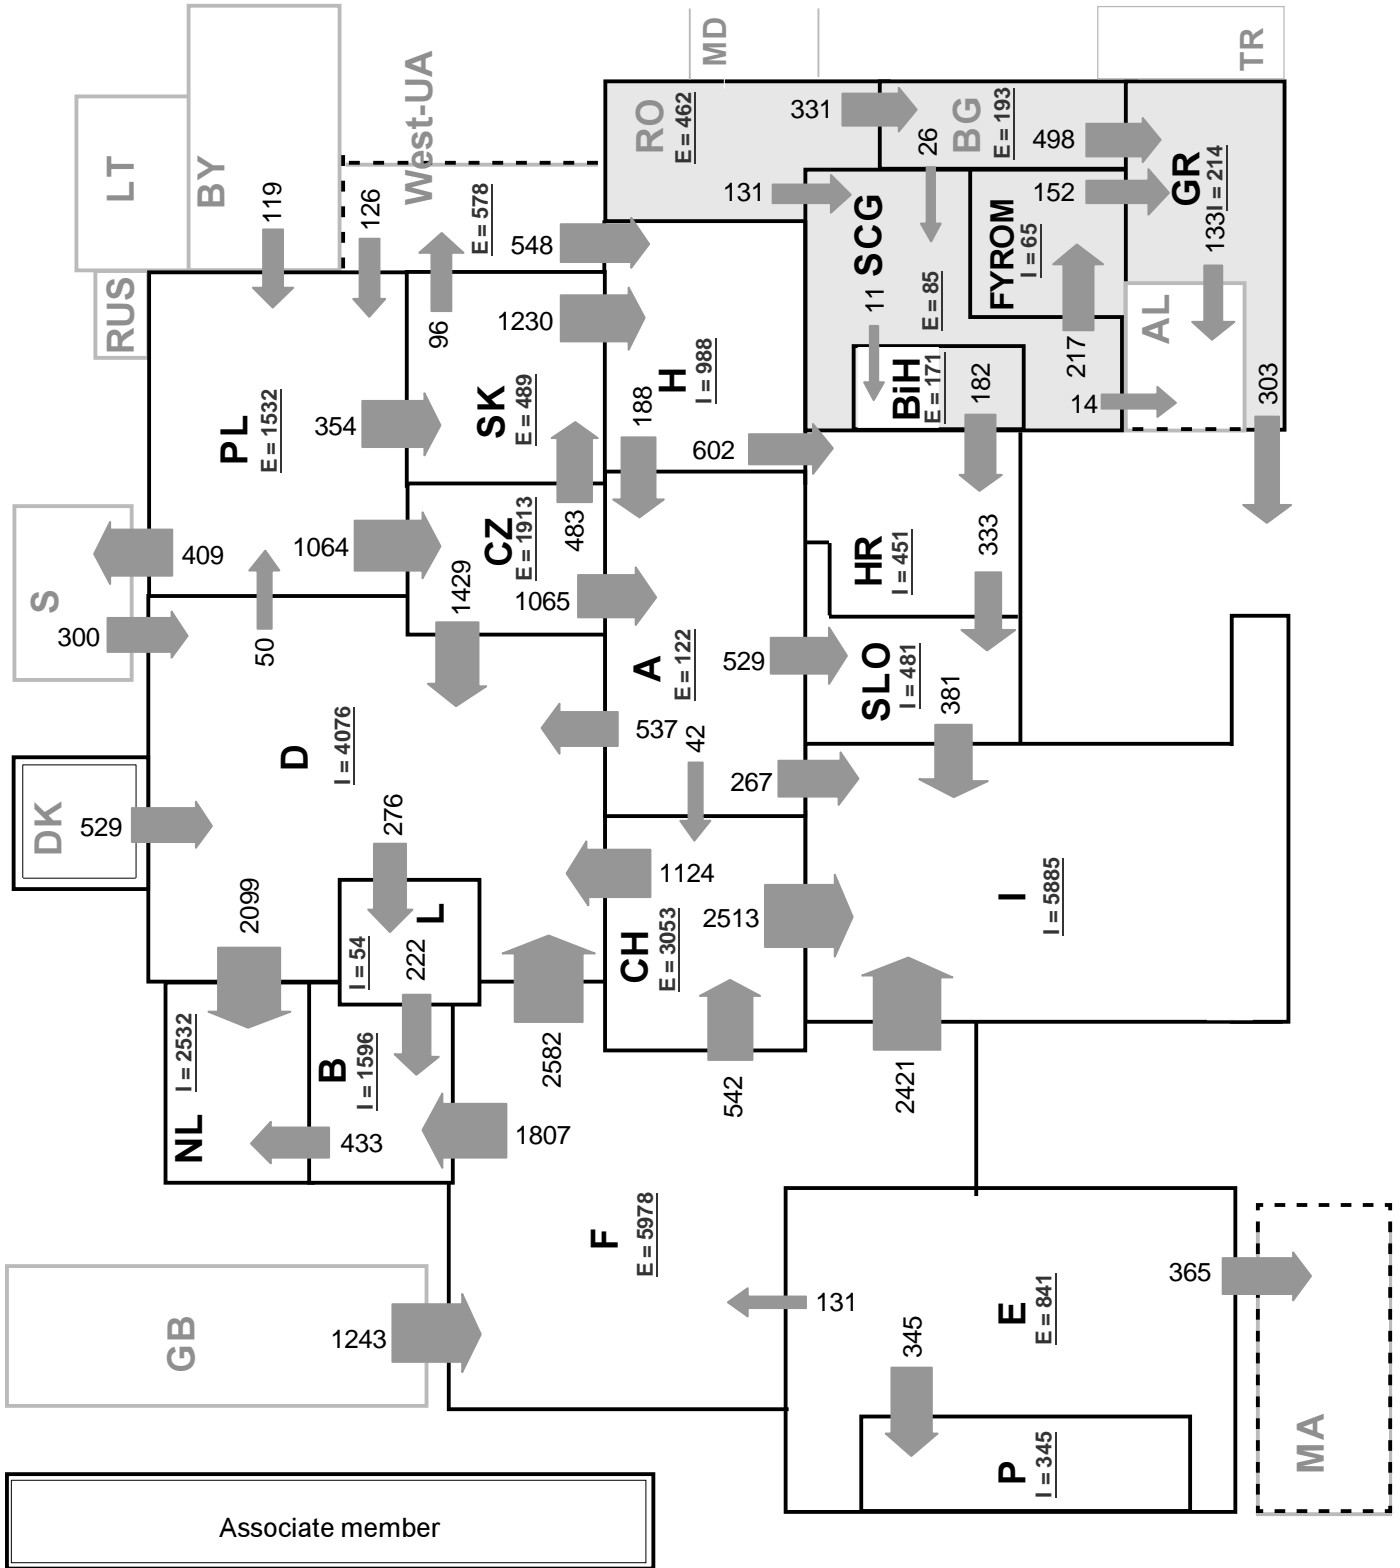 MD
TR
LT
BY
West-UA
RUS
119
126
E = 578
96
RO
E = 462
331
26
BG
E = 193
498
GR
I = 214
133
131
152
SCG
E = 85
11
FYROM
I = 65
217
14
AL
303
548
1230
H
I = 988
188
602
BiH
E = 171
182
PL
E = 1532
354
SK
E = 489
483
409
1064
CZ
E = 1913
1429
1065
S
300
50
HR
I = 451
333
A
E = 122
529
SLO
I = 481
381
D
I = 4076
537
42
267
DK
529
276
2099
L
I = 54
222
1124
CH
E = 3053
2513
I
I = 5885
2582
542
2421
NL
I = 2532
B
I = 1596
433
1807
F
E = 5978
GB
1243
131
345
E
E = 841
365
P
I = 345
MA
Associate member